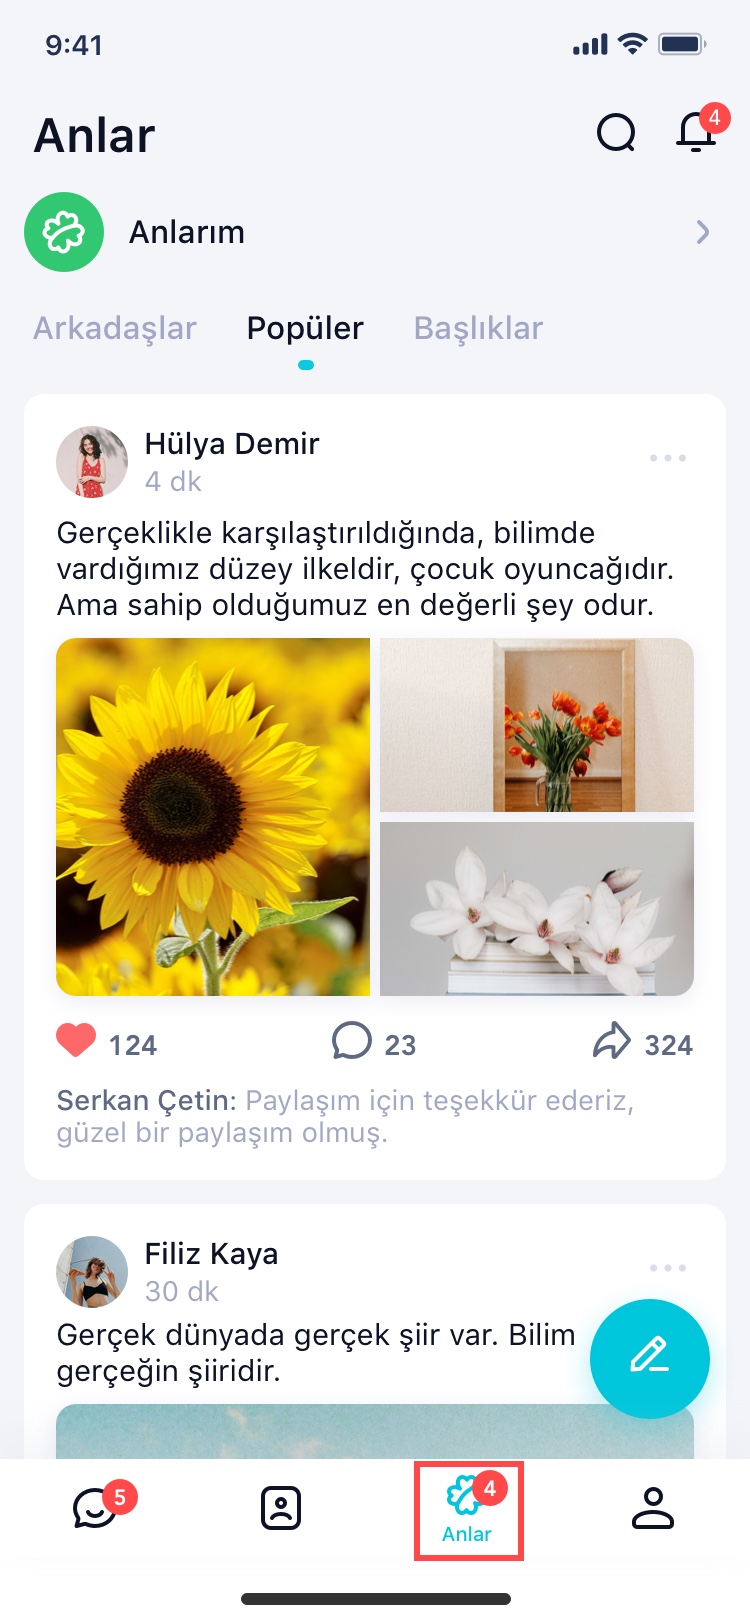 9:41
Anlar
4
Anlarım
Arkadaşlar Popüler Başlıklar
Hülya Demir
4 dk
Gerçeklikle karşılaştırıldığında, bilimde
vardığımız düzey ilkeldir, çocuk oyuncağıdır.
Ama sahip olduğumuz en değerli şey odur.
124 23 324
Serkan Çetin: Paylaşım için teşekkür ederiz,
güzel bir paylaşım olmuş.
Filiz Kaya
30 dk
Gerçek dünyada gerçek şiir var. Bilim
gerçeğin şiiridir.
5 4
Anlar